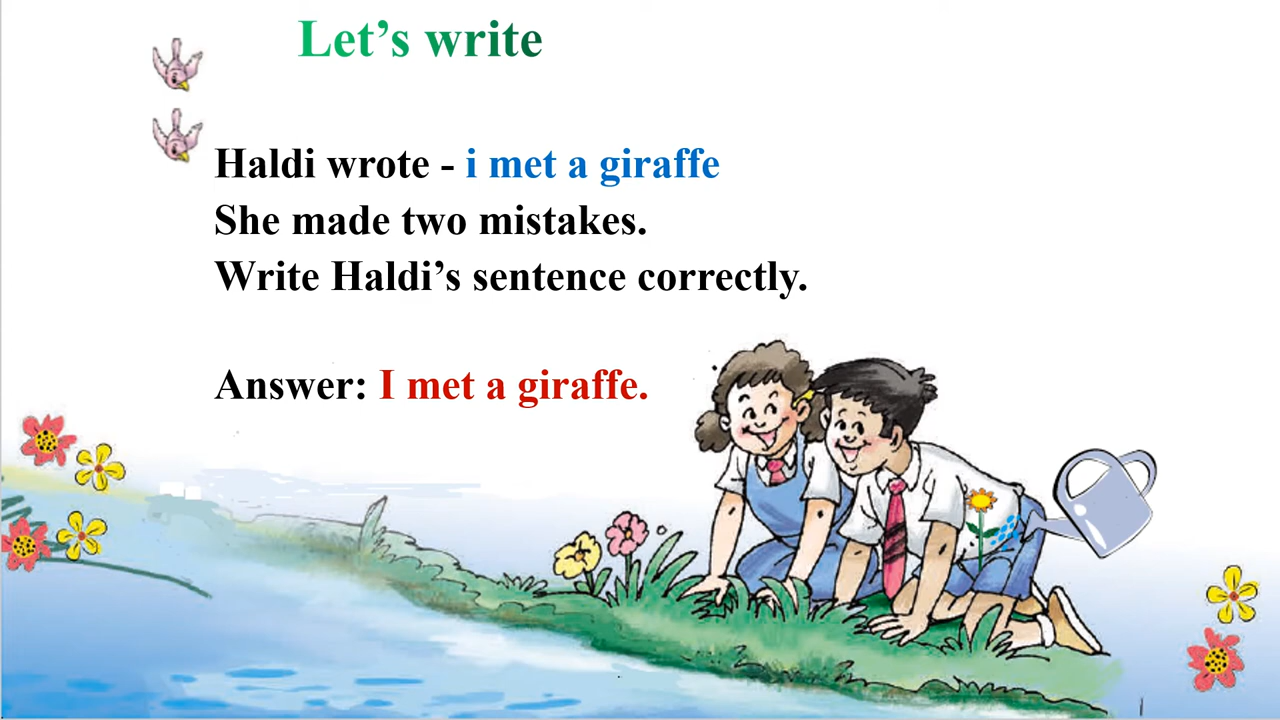 Let’s write
Haldi wrote - i met a giraffe
She made two mistakes.
Write Haldi’s sentence correctly.
Answer: I met a giraffe.